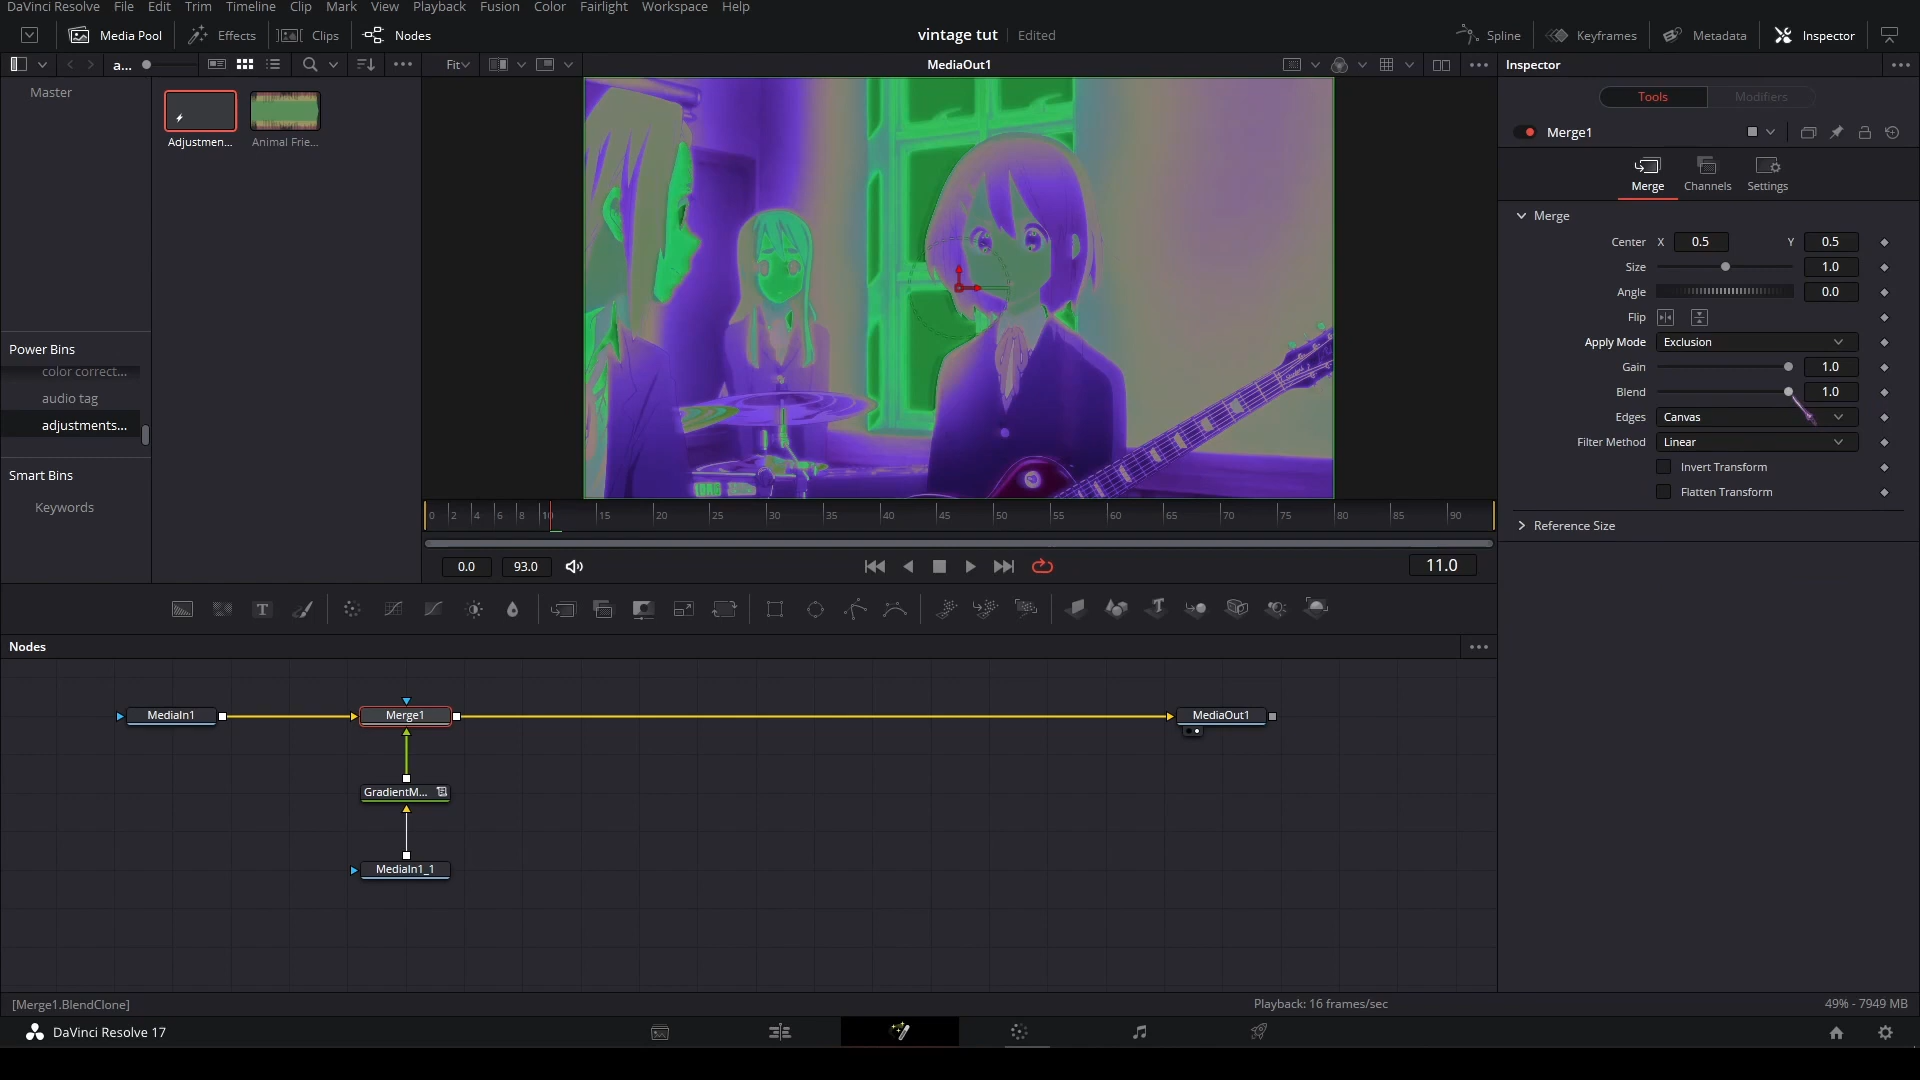 DaVinci Resolve File Edit Trim Timeline Clip Mark View Playback Fusion Color Fairlight Workspace Help
Media Pool Effects Clips Nodes vintage tut Edited Spline Keyframes Metadata Inspector
a... Fit MediaOut1 Inspector
Master
Adjustmen... Animal Frie...
Power Bins
color correct...
audio tag
adjustments...
Smart Bins
Keywords
Tools Modifiers
Merge1
Merge Channels Settings
Merge
Center X 0.5 Y 0.5
Size 1.0
Angle 0.0
Flip
Apply Mode Exclusion
Gain 1.0
Blend 1.0
Edges Canvas
Filter Method Linear
Invert Transform
Flatten Transform
Reference Size
0 2 4 6 8 10 15 20 25 30 35 40 45 50 55 60 65 70 75 80 85 90
0.0 93.0 11.0
T
Nodes
MediaIn1 Merge1 MediaOut1
GradientM...
MediaIn1_1
[Merge1.BlendClone] Playback: 16 frames/sec 49% - 7949 MB
DaVinci Resolve 17